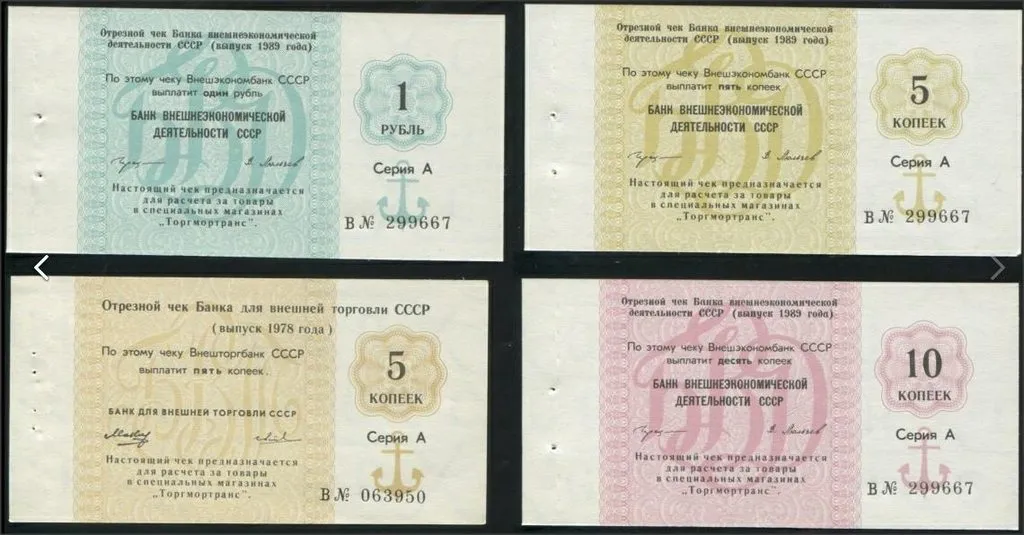 Отрезной чек Банка внешнеэкономической
деятельности СССР (выпуск 1989 года)
По этому чеку Внешэкономбанк СССР
выплатит один рубль
БАНК ВНЕШНЕЭКОНОМИЧЕСКОЙ
ДЕЯТЕЛЬНОСТИ СССР
Настоящий чек предназначается
для расчета за товары
в специальных магазинах
„Торгмортранс".
1
РУБЛЬ
Серия А
В № 299667
Отрезной чек Банка внешнеэкономической
деятельности СССР (выпуск 1989 года)
По этому чеку Внешэкономбанк СССР
выплатит пять копеек
БАНК ВНЕШНЕЭКОНОМИЧЕСКОЙ
ДЕЯТЕЛЬНОСТИ СССР
Настоящий чек предназначается
для расчета за товары
в специальных магазинах
„Торгмортранс".
5
КОПЕЕК
Серия А
В № 299667
Отрезной чек Банка для внешней торговли СССР
(выпуск 1978 года)
По этому чеку Внешторгбанк СССР
выплатит пять копеек.
БАНК ДЛЯ ВНЕШНЕЙ ТОРГОВЛИ СССР
Настоящий чек предназначается
для расчета за товары
в специальных магазинах
„Торгмортранс".
5
КОПЕЕК
Серия А
В № 063950
Отрезной чек Банка внешнеэкономической
деятельности СССР (выпуск 1989 года)
По этому чеку Внешэкономбанк СССР
выплатит десять копеек
БАНК ВНЕШНЕЭКОНОМИЧЕСКОЙ
ДЕЯТЕЛЬНОСТИ СССР
Настоящий чек предназначается
для расчета за товары
в специальных магазинах
„Торгмортранс".
10
КОПЕЕК
Серия А
В № 299667